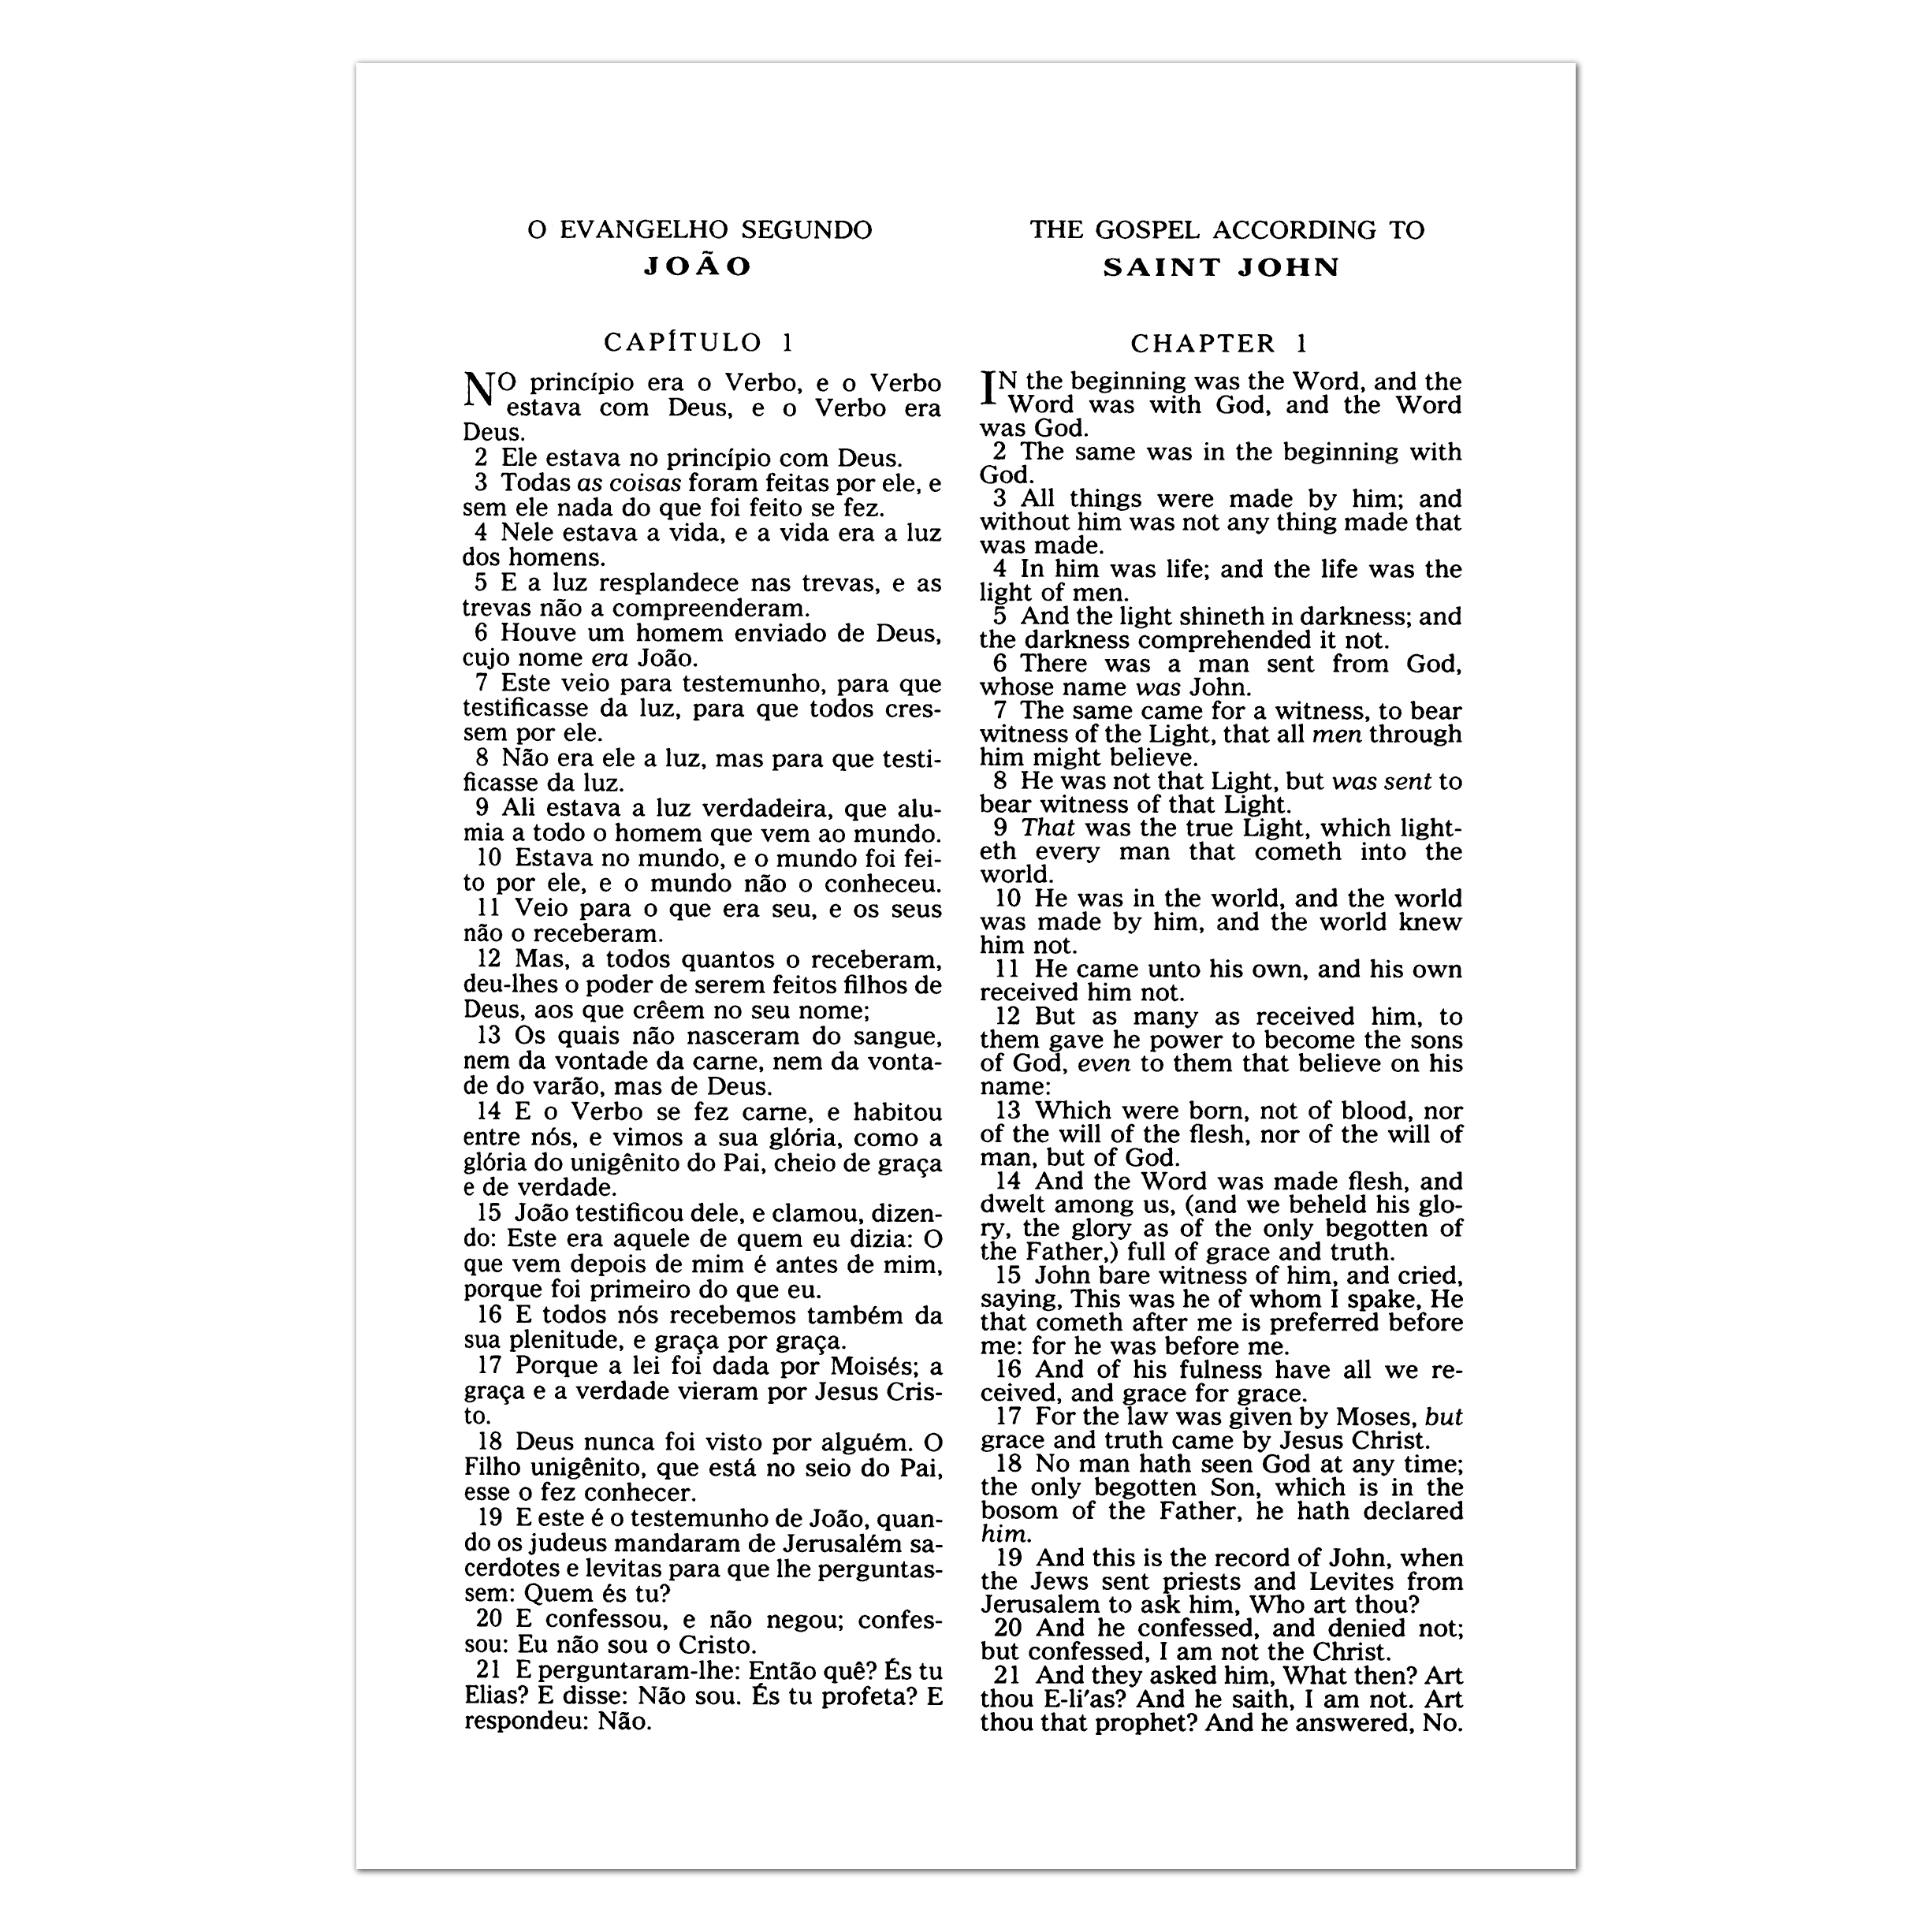 O EVANGELHO SEGUNDO
JOÃO
CAPÍTULO 1
NO princípio era o Verbo, e o Verbo
estava com Deus, e o Verbo era
Deus.
2 Ele estava no princípio com Deus.
3 Todas as coisas foram feitas por ele, e
sem ele nada do que foi feito se fez.
4 Nele estava a vida, e a vida era a luz
dos homens.
5 E a luz resplandece nas trevas, e as
trevas não a compreenderam.
6 Houve um homem enviado de Deus,
cujo nome era João.
7 Este veio para testemunho, para que
testificasse da luz, para que todos cres-
sem por ele.
8 Não era ele a luz, mas para que testi-
ficasse da luz.
9 Ali estava a luz verdadeira, que alu-
mia a todo o homem que vem ao mundo.
10 Estava no mundo, e o mundo foi fei-
to por ele, e o mundo não o conheceu.
11 Veio para o que era seu, e os seus
não o receberam.
12 Mas, a todos quantos o receberam,
deu-lhes o poder de serem feitos filhos de
Deus, aos que crêem no seu nome;
13 Os quais não nasceram do sangue,
nem da vontade da carne, nem da vonta-
de do varão, mas de Deus.
14 E o Verbo se fez carne, e habitou
entre nós, e vimos a sua glória, como a
glória do unigênito do Pai, cheio de graça
e de verdade.
15 João testificou dele, e clamou, dizen-
do: Este era aquele de quem eu dizia: O
que vem depois de mim é antes de mim,
porque foi primeiro do que eu.
16 E todos nós recebemos também da
sua plenitude, e graça por graça.
17 Porque a lei foi dada por Moisés; a
graça e a verdade vieram por Jesus Cris-
to.
18 Deus nunca foi visto por alguém. O
Filho unigênito, que está no seio do Pai,
esse o fez conhecer.
19 E este é o testemunho de João, quan-
do os judeus mandaram de Jerusalém sa-
cerdotes e levitas para que lhe perguntas-
sem: Quem és tu?
20 E confessou, e não negou; confes-
sou: Eu não sou o Cristo.
21 E perguntaram-lhe: Então quê? És tu
Elias? E disse: Não sou. És tu profeta? E
respondeu: Não.
THE GOSPEL ACCORDING TO
SAINT JOHN
CHAPTER 1
IN the beginning was the Word, and the
Word was with God, and the Word
was God.
2 The same was in the beginning with
God.
3 All things were made by him; and
without him was not any thing made that
was made.
4 In him was life; and the life was the
light of men.
5 And the light shineth in darkness; and
the darkness comprehended it not.
6 There was a man sent from God,
whose name was John.
7 The same came for a witness, to bear
witness of the Light, that all men through
him might believe.
8 He was not that Light, but was sent to
bear witness of that Light.
9 That was the true Light, which light-
eth every man that cometh into the
world.
10 He was in the world, and the world
was made by him, and the world knew
him not.
11 He came unto his own, and his own
received him not.
12 But as many as received him, to
them gave he power to become the sons
of God, even to them that believe on his
name:
13 Which were born, not of blood, nor
of the will of the flesh, nor of the will of
man, but of God.
14 And the Word was made flesh, and
dwelt among us, (and we beheld his glo-
ry, the glory as of the only begotten of
the Father,) full of grace and truth.
15 John bare witness of him, and cried,
saying, This was he of whom I spake, He
that cometh after me is preferred before
me: for he was before me.
16 And of his fulness have all we re-
ceived, and grace for grace.
17 For the law was given by Moses, but
grace and truth came by Jesus Christ.
18 No man hath seen God at any time;
the only begotten Son, which is in the
bosom of the Father, he hath declared
him.
19 And this is the record of John, when
the Jews sent priests and Levites from
Jerusalem to ask him, Who art thou?
20 And he confessed, and denied not;
but confessed, I am not the Christ.
21 And they asked him, What then? Art
thou E-li′as? And he saith, I am not. Art
thou that prophet? And he answered, No.